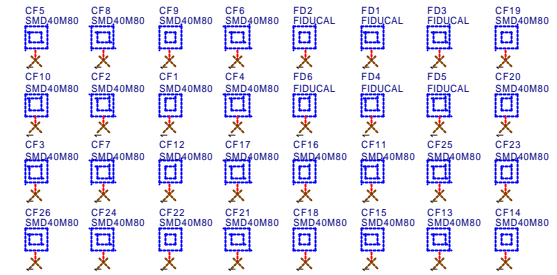 CF5 CF8 CF9 CF6 FD2 FD1 FD3 CF19
SMD40M80 SMD40M80 SMD40M80 SMD40M80 FIDUCAL FIDUCAL FIDUCAL SMD40M80
CF10 CF2 CF1 CF4 FD6 FD4 FD5 CF20
SMD40M80 SMD40M80 SMD40M80 SMD40M80 FIDUCAL FIDUCAL FIDUCAL SMD40M80
CF3 CF7 CF12 CF17 CF16 CF11 CF25 CF23
SMD40M80 SMD40M80 SMD40M80 SMD40M80 SMD40M80 SMD40M80 SMD40M80 SMD40M80
CF26 CF24 CF22 CF21 CF18 CF15 CF13 CF14
SMD40M80 SMD40M80 SMD40M80 SMD40M80 SMD40M80 SMD40M80 SMD40M80 SMD40M80